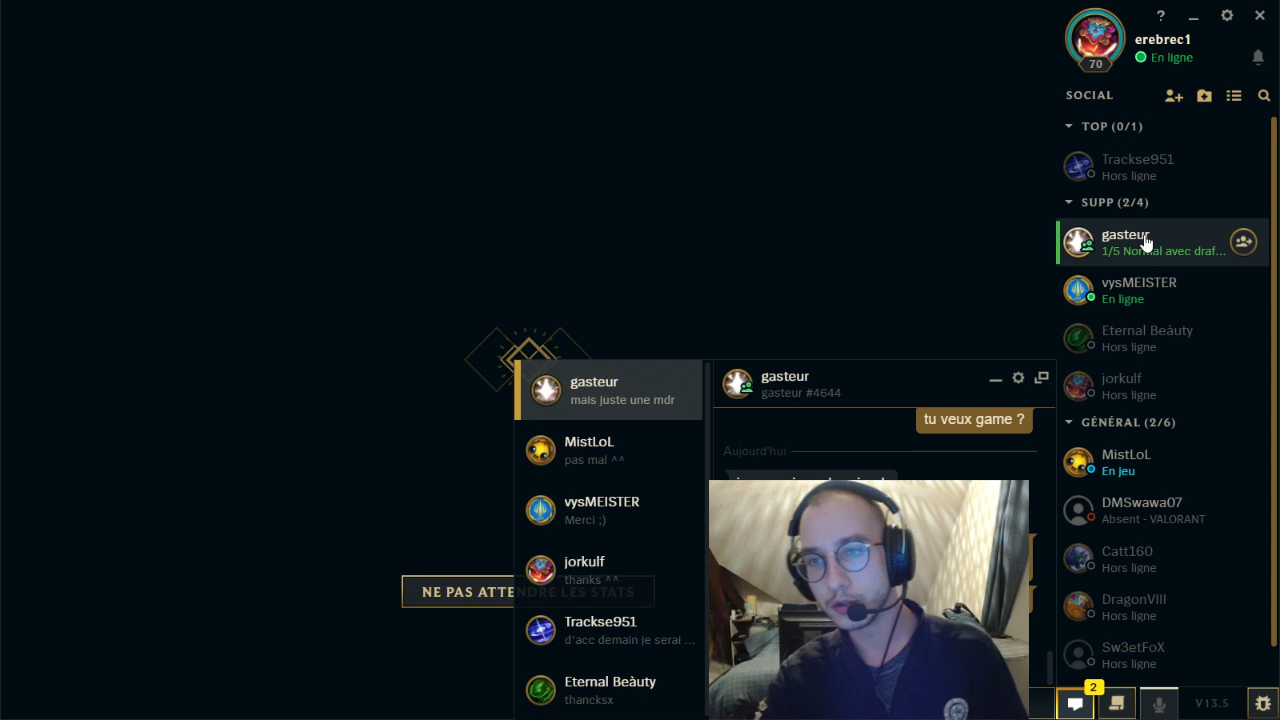 ?
erebrec1
70
En ligne
SOCIAL
TOP (0/1)
Trackse951
Hors ligne
SUPP (2/4)
gasteur
1/5 Normal avec draf...
vysMEISTER
En ligne
Eternal Beàuty
Hors ligne
jorkulf
Hors ligne
GÉNÉRAL (2/6)
MistLoL
En jeu
DMSwawa07
Absent - VALORANT
Catt160
Hors ligne
DragonVIII
Hors ligne
Sw3etFoX
Hors ligne
2
V13.5
gasteur
mais juste une mdr
MistLoL
pas mal ^^
vysMEISTER
Merci ;)
jorkulf
thanks ^^
Trackse951
d'acc demain je serai ...
Eternal Beàuty
thancksx
gasteur
gasteur #4644
tu veux game ?
Aujourd'hui
NE PAS ATTENDRE LES STATS